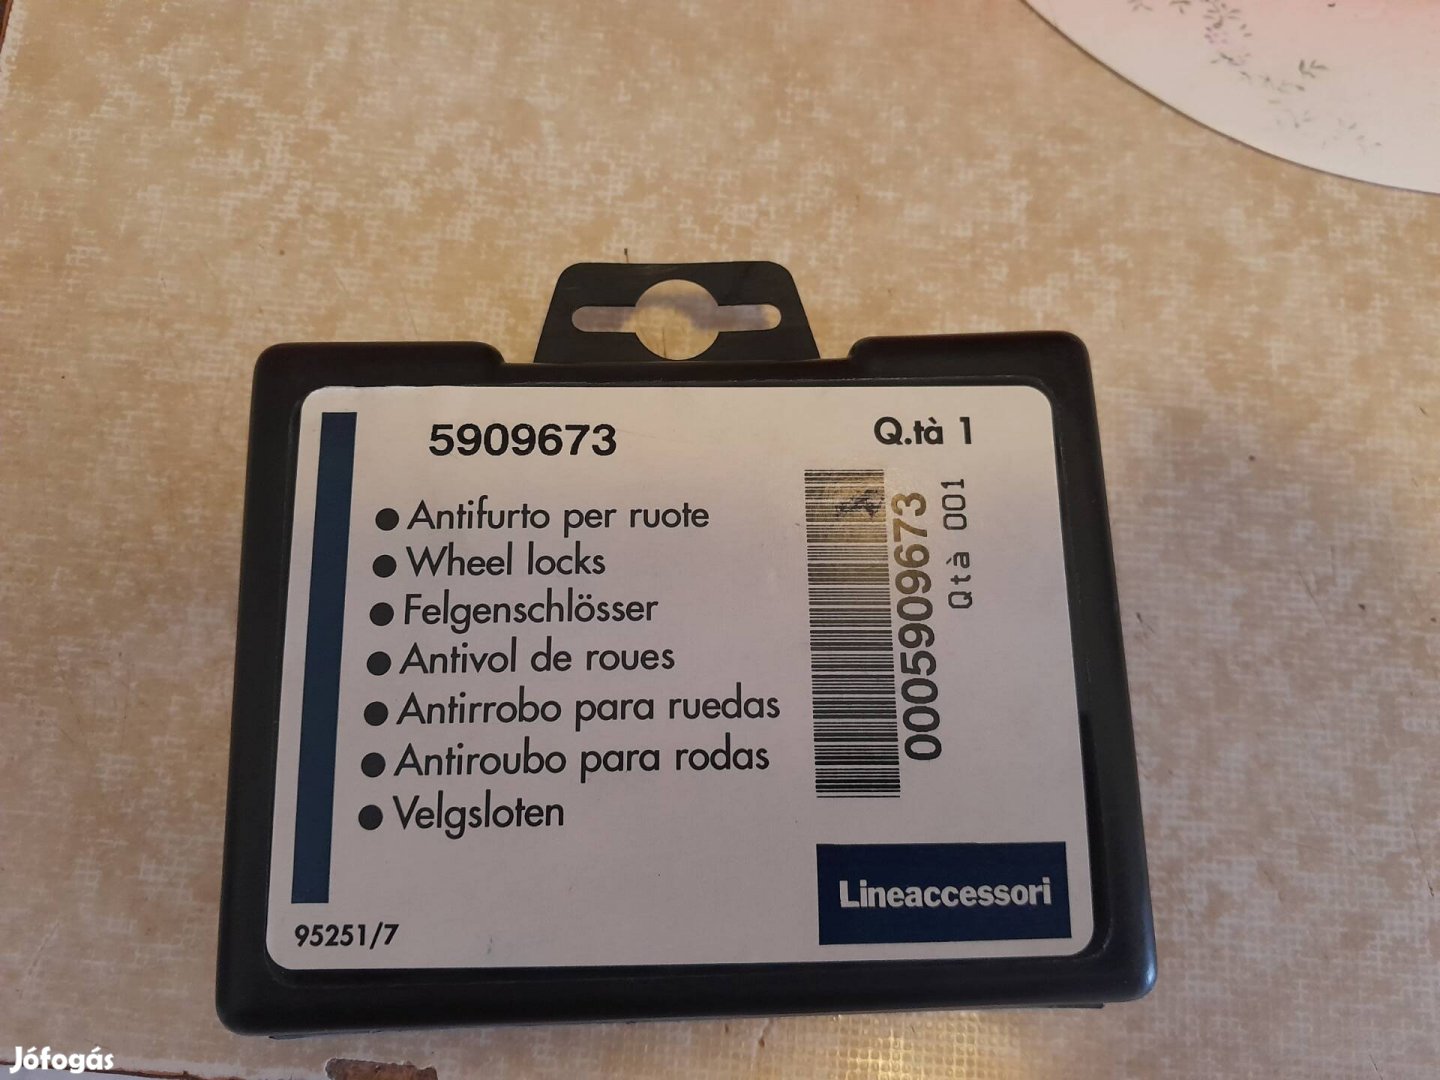 5909673
Q.tà 1
● Antifurto per ruote
● Wheel locks
● Felgenschlösser
● Antivol de roues
● Antirrobo para ruedas
● Antiroubo para rodas
● Velgsloten
0005909673
Qtà 001
Lineaccessori
95251/7
Jófogás